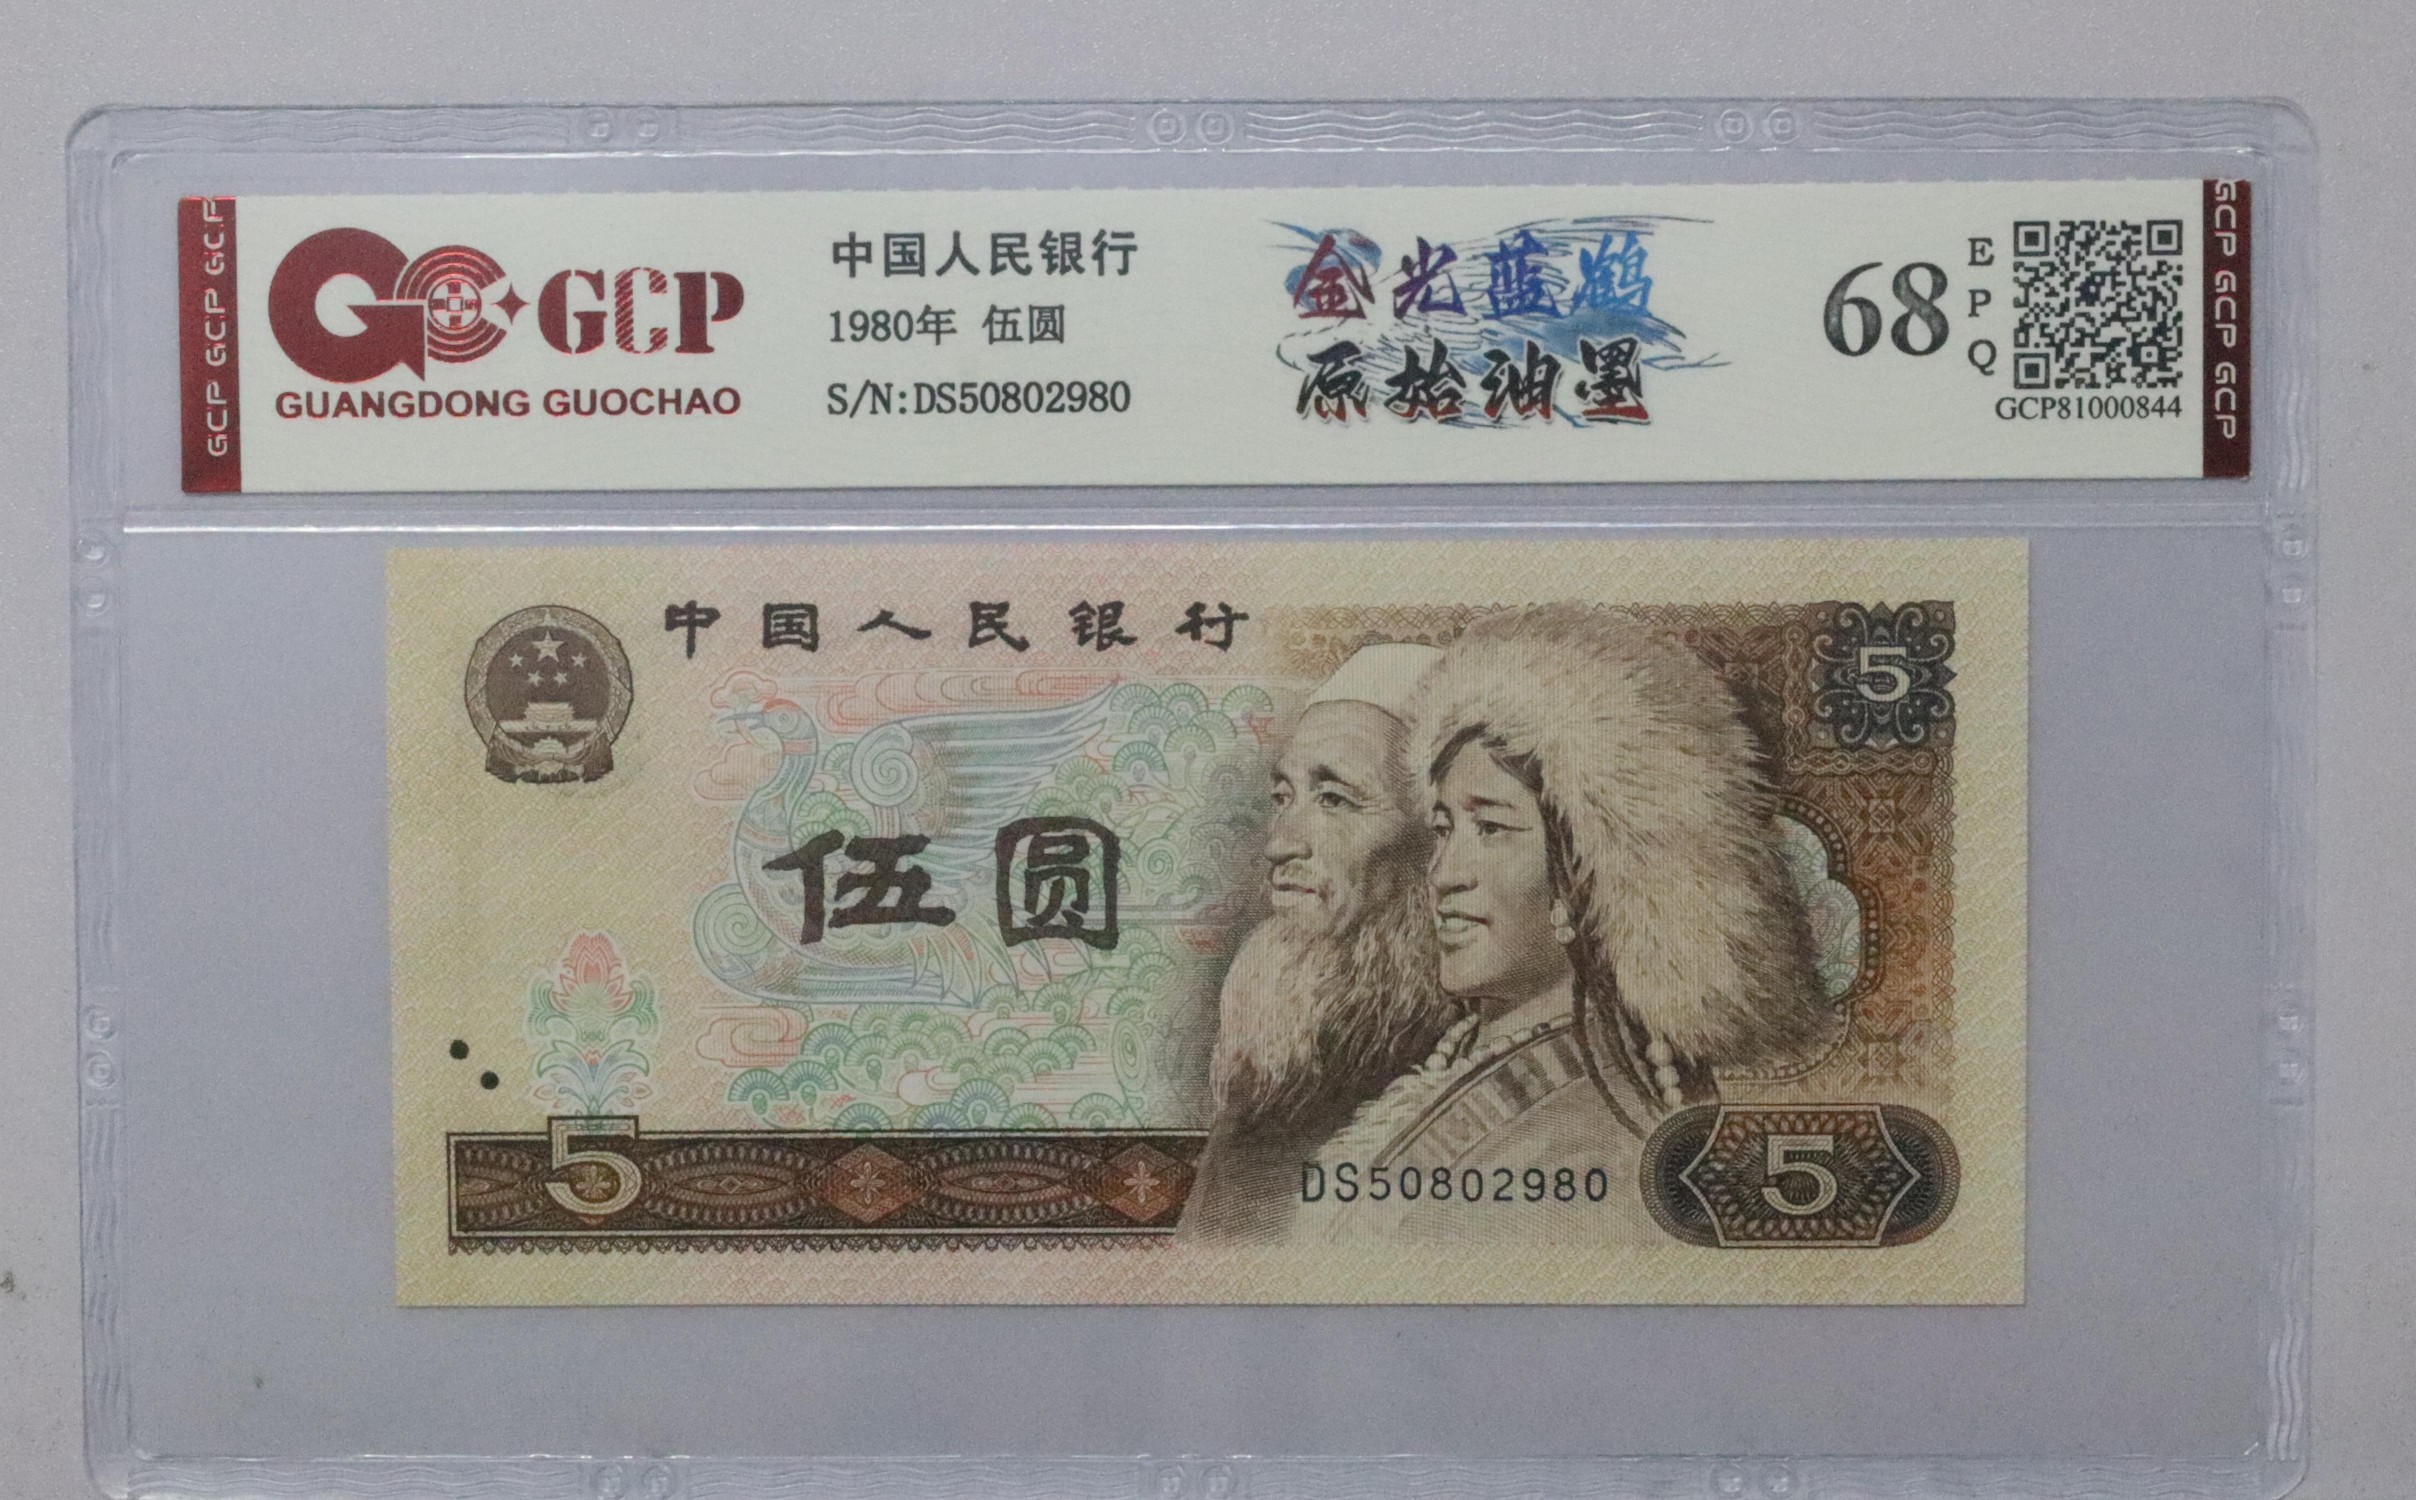 GCP GCP GCP
GCP
GUANGDONG GUOCHAO
中国人民银行
1980年 伍圆
S/N:DS50802980
金光蓝鹤
原始油墨
68
E
P
Q
GCP81000844
GCP GCP GCP
中国人民银行
5
伍圆
5
DS50802980
5